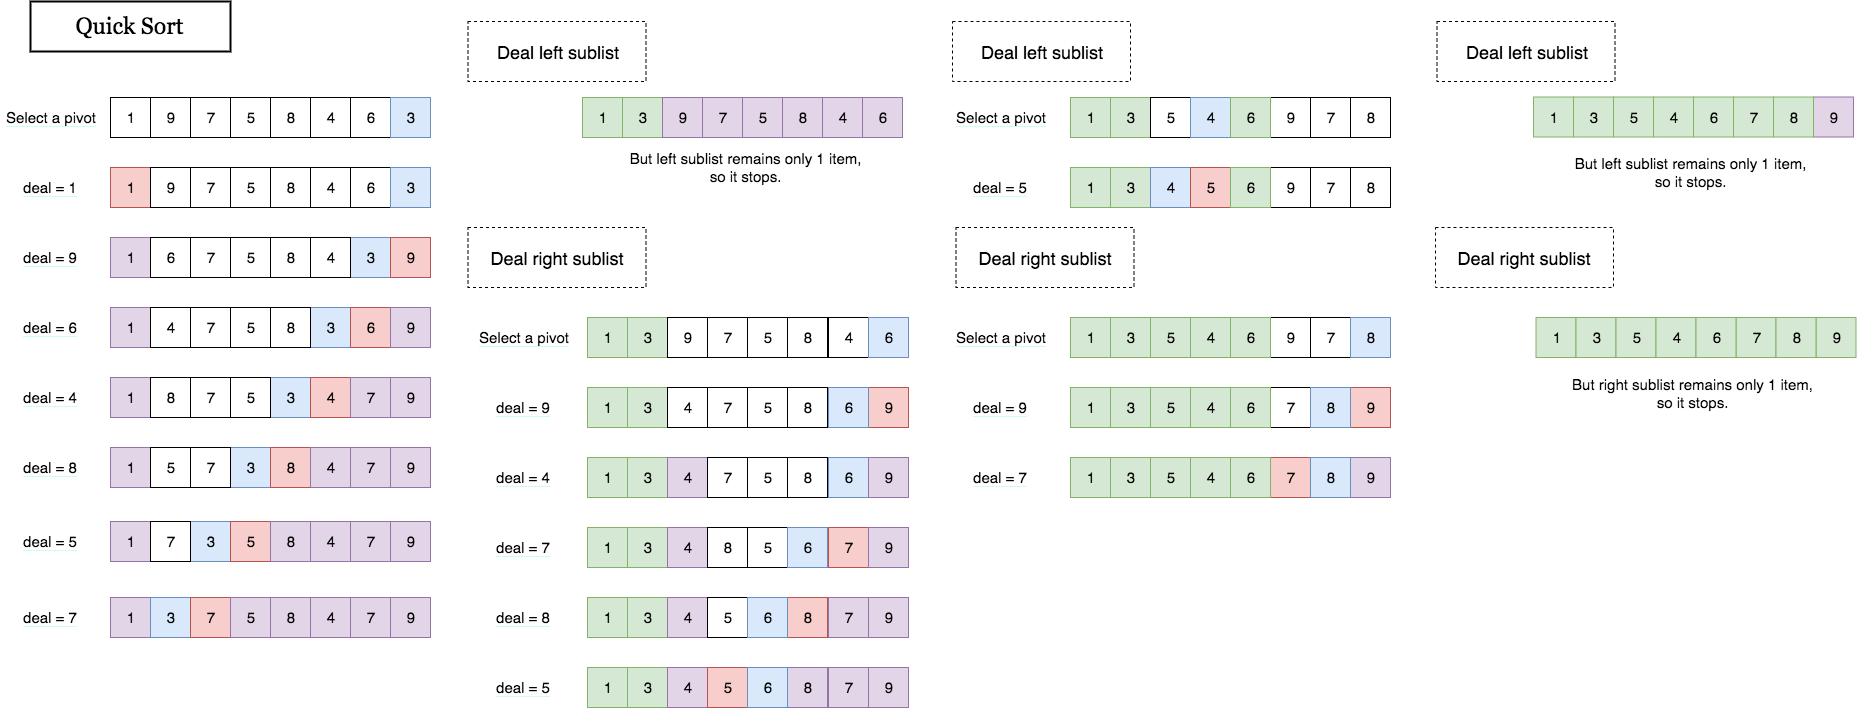 Quick Sort
Select a pivot 1 9 7 5 8 4 6 3
deal = 1 1 9 7 5 8 4 6 3
deal = 9 1 6 7 5 8 4 3 9
deal = 6 1 4 7 5 8 3 6 9
deal = 4 1 8 7 5 3 4 7 9
deal = 8 1 5 7 3 8 4 7 9
deal = 5 1 7 3 5 8 4 7 9
deal = 7 1 3 7 5 8 4 7 9
Deal left sublist
1 3 9 7 5 8 4 6
But left sublist remains only 1 item,
so it stops.
Deal right sublist
Select a pivot 1 3 9 7 5 8 4 6
deal = 9 1 3 4 7 5 8 6 9
deal = 4 1 3 4 7 5 8 6 9
deal = 7 1 3 4 8 5 6 7 9
deal = 8 1 3 4 5 6 8 7 9
deal = 5 1 3 4 5 6 8 7 9
Deal left sublist
Select a pivot 1 3 5 4 6 9 7 8
deal = 5 1 3 4 5 6 9 7 8
Deal right sublist
Select a pivot 1 3 5 4 6 9 7 8
deal = 9 1 3 5 4 6 7 8 9
deal = 7 1 3 5 4 6 7 8 9
Deal left sublist
1 3 5 4 6 7 8 9
But left sublist remains only 1 item,
so it stops.
Deal right sublist
1 3 5 4 6 7 8 9
But right sublist remains only 1 item,
so it stops.